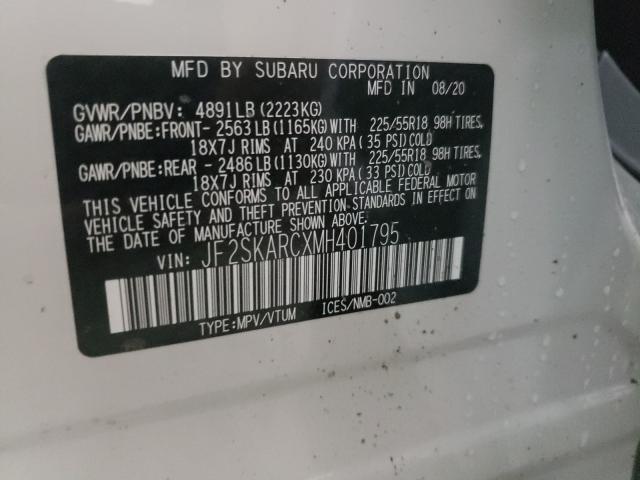 MFD BY SUBARU CORPORATION
MFD IN 08/20
GVWR/PNBV: 4891LB (2223KG)
GAWR/PNBE:FRONT- 2563LB (1165KG) WITH 225/55R18 98H TIRES,
18X7J RIMS AT 240 KPA (35 PSI) COLD
GAWR/PNBE:REAR - 2486LB (1130KG) WITH 225/55R18 98H TIRES,
18X7J RIMS AT 230 KPA (33 PSI) COLD
THIS VEHICLE CONFORMS TO ALL APPLICABLE FEDERAL MOTOR
VEHICLE SAFETY AND THEFT PREVENTION STANDARDS IN EFFECT ON
THE DATE OF MANUFACTURE SHOWN ABOVE.
VIN: JF2SKARCXMH401795
TYPE:MPV/VTUM ICES/NMB-002